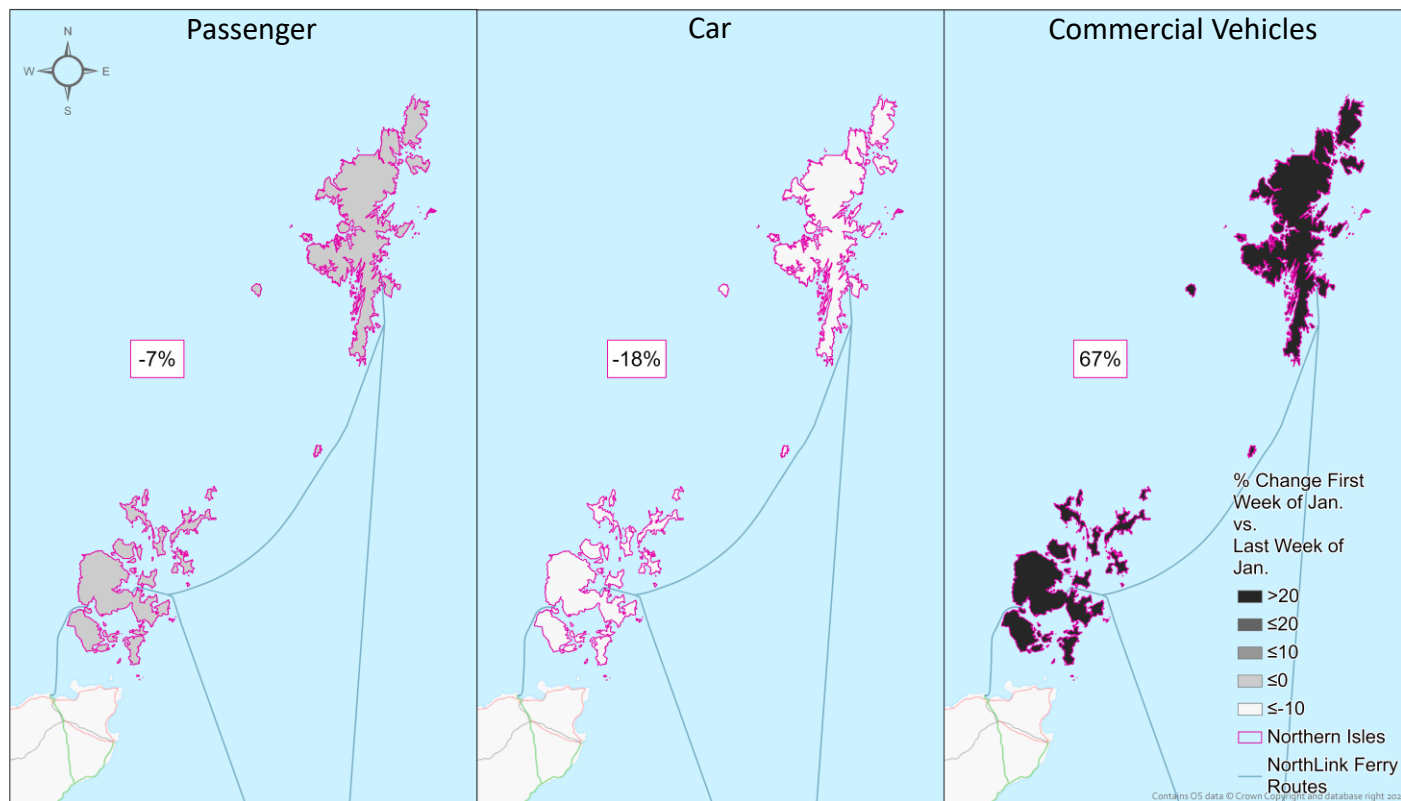 Passenger
Car
Commercial Vehicles
N
W
E
S
-7%
-18%
67%
% Change First
Week of Jan.
vs.
Last Week of
Jan.
>20
≤20
≤10
≤0
≤-10
Northern Isles
NorthLink Ferry
Routes
Contains OS data © Crown Copyright and database right